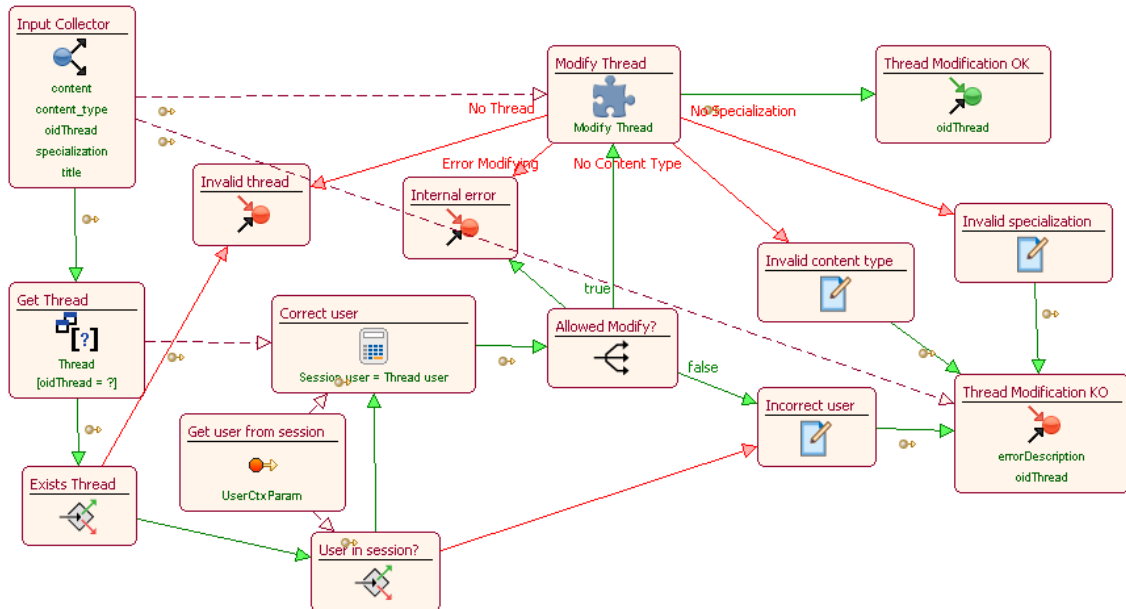 Input Collector
content
content_type
oidThread
specialization
title
Modify Thread
Modify Thread
Thread Modification OK
oidThread
No Thread
No Specialization
Error Modifying
No Content Type
Invalid thread
Internal error
Invalid specialization
Invalid content type
true
Get Thread
Thread
[oidThread = ?]
[?]
Correct user
Session user = Thread user
Allowed Modify?
false
Incorrect user
Thread Modification KO
errorDescription
oidThread
Get user from session
UserCtxParam
Exists Thread
User in session?